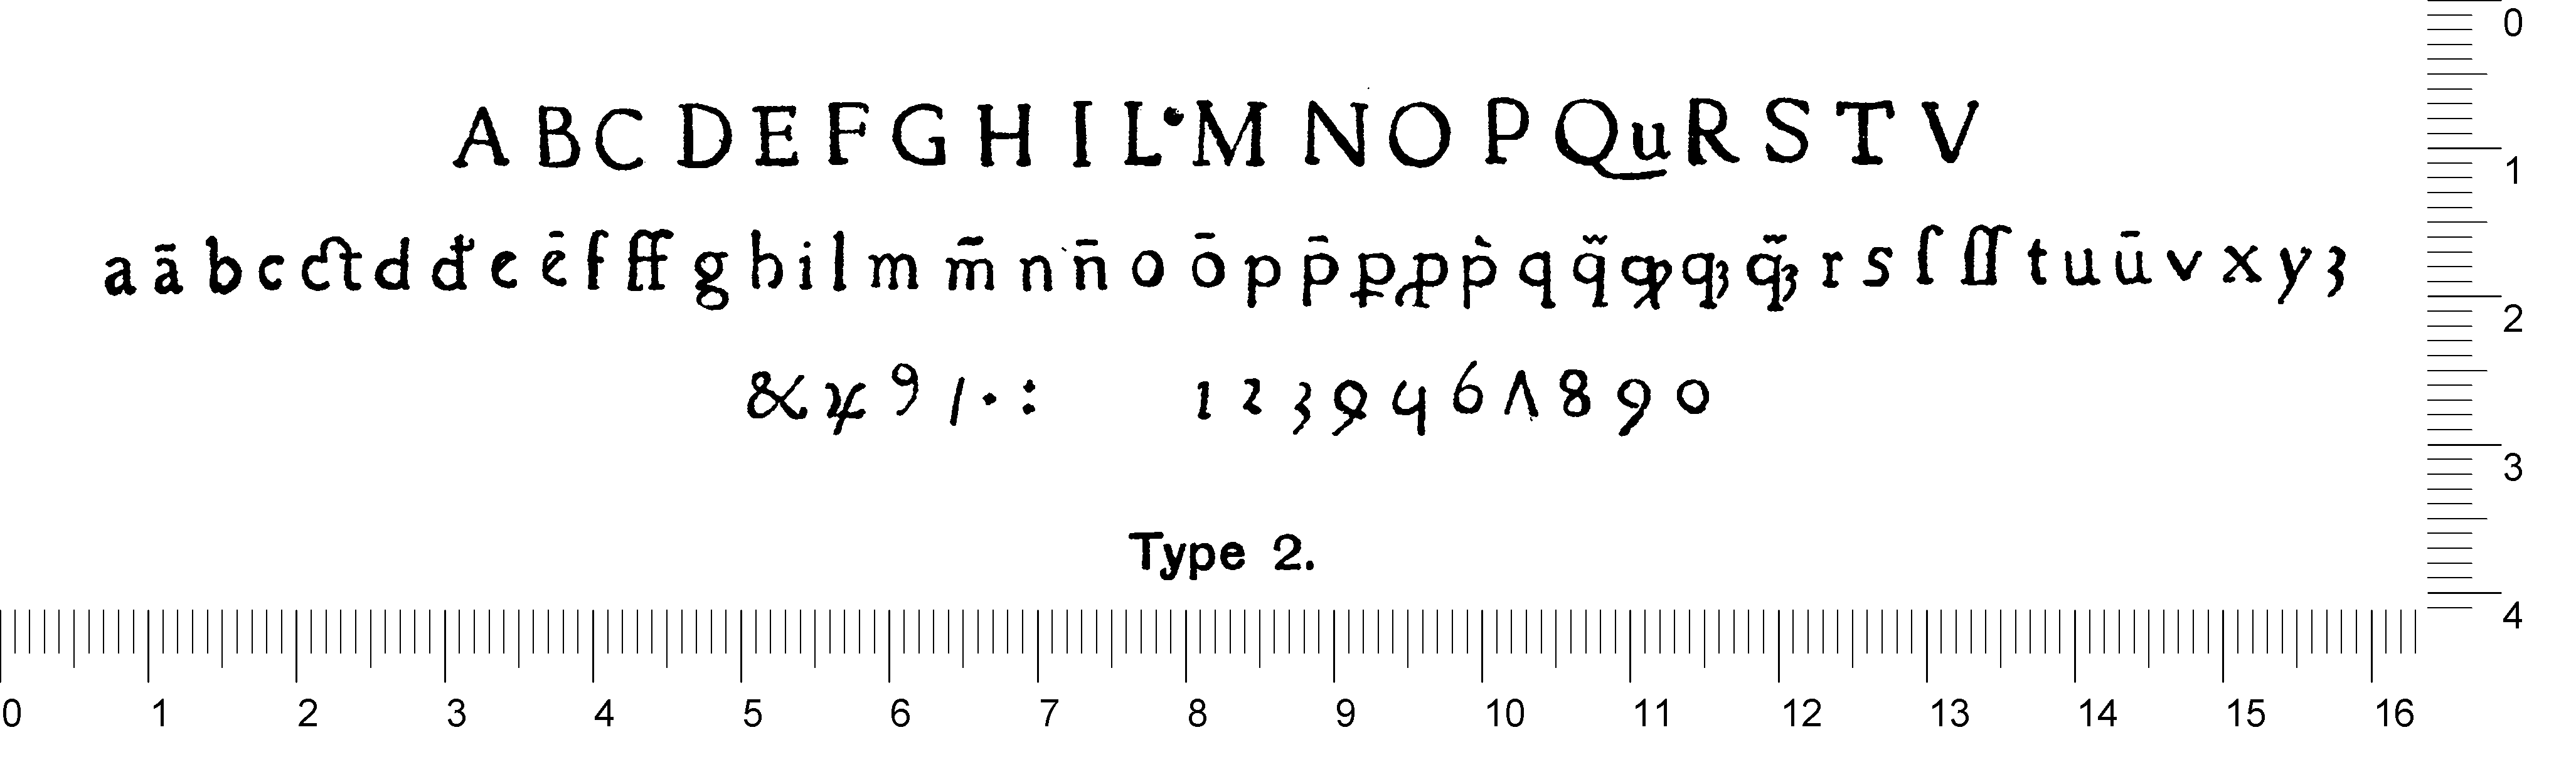 A B C D E F G H I L•M N O P Qu R S T V
a ā b c ct d đ e ē f ff g h i l m m̄ n n̄ o ō p p̄ ꝑ ꝓ p̀ q q̃ ꝙ qꝫ q̃ꝫ r s ſ ſſ t u ū v x y ʒ
& ꝝ ꝯ / · : 1 2 3 4 5 6 7 8 9 0
Type 2.
0 1 2 3 4
0 1 2 3 4 5 6 7 8 9 10 11 12 13 14 15 16